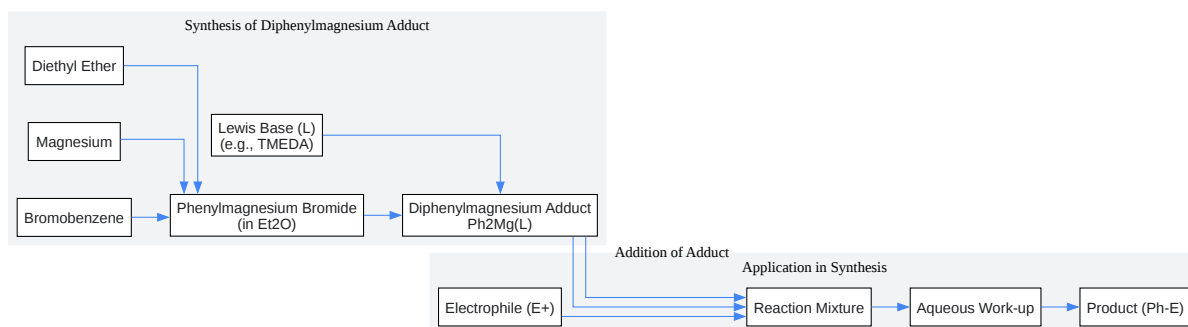 Synthesis of Diphenylmagnesium Adduct
Diethyl Ether
Magnesium
Lewis Base (L)
(e.g., TMEDA)
Bromobenzene
Phenylmagnesium Bromide
(in Et2O)
Diphenylmagnesium Adduct
Ph2Mg(L)
Addition of Adduct
Application in Synthesis
Electrophile (E+)
Reaction Mixture
Aqueous Work-up
Product (Ph-E)